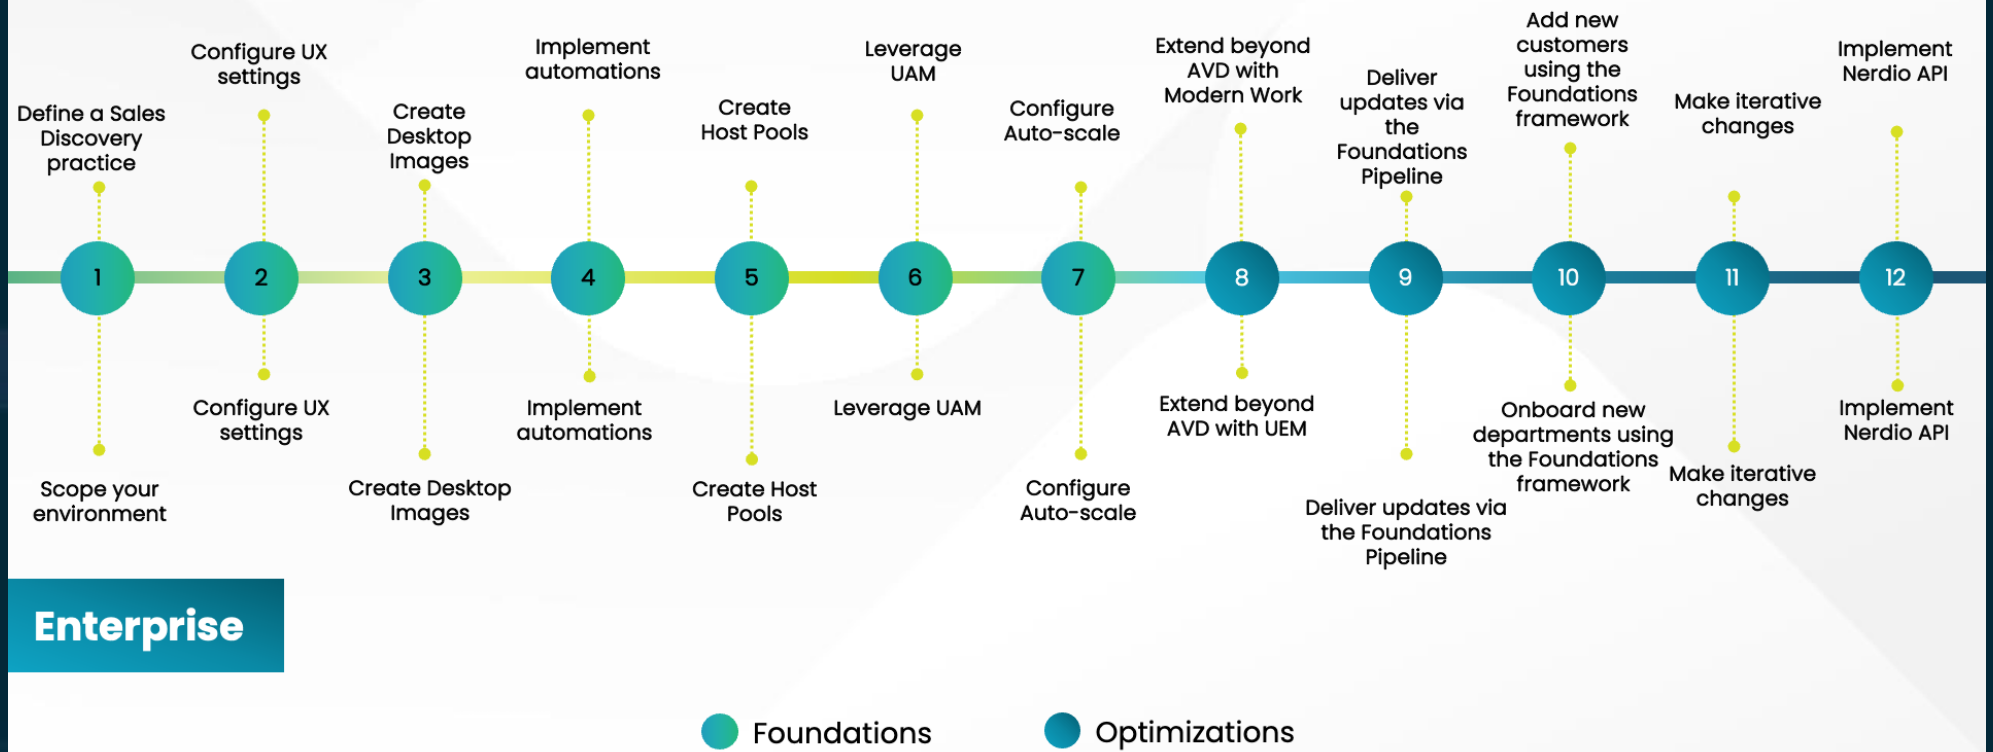 Define a Sales
Discovery
practice
Configure UX
settings
Create
Desktop
Images
Implement
automations
Create
Host Pools
Leverage
UAM
Configure
Auto-scale
Extend beyond
AVD with
Modern Work
Deliver
updates via
the
Foundations
Pipeline
Add new
customers
using the
Foundations
framework
Make iterative
changes
Implement
Nerdio API
1
2
3
4
5
6
7
8
9
10
11
12
Scope your
environment
Configure UX
settings
Create Desktop
Images
Implement
automations
Create Host
Pools
Leverage UAM
Configure
Auto-scale
Extend beyond
AVD with UEM
Deliver updates via
the Foundations
Pipeline
Onboard new
departments using
the Foundations
framework
Make iterative
changes
Implement
Nerdio API
Enterprise
Foundations
Optimizations